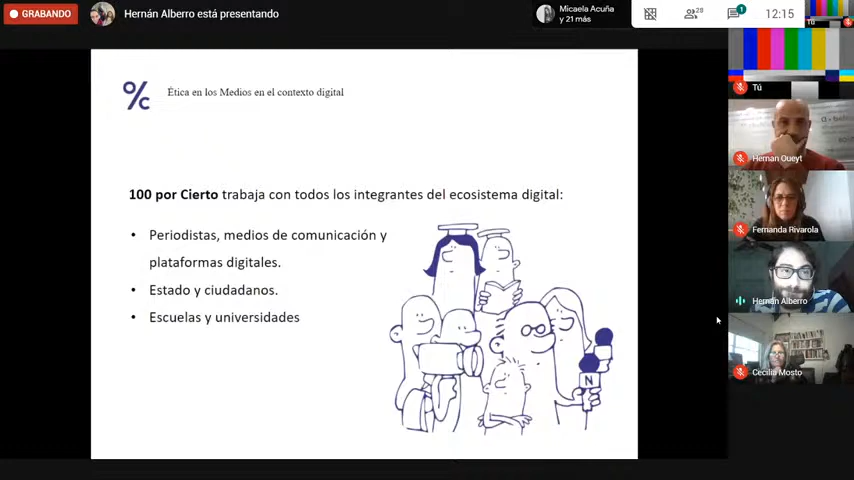 GRABANDO
Hernán Alberro está presentando
Micaela Acuña
y 21 más
28
1
12:15
Tú
Tú
Ética en los Medios en el contexto digital
100 por Cierto trabaja con todos los integrantes del ecosistema digital:
• Periodistas, medios de comunicación y
plataformas digitales.
• Estado y ciudadanos.
• Escuelas y universidades
N
Hernan Oueyt
Fernanda Rivarola
Hernán Alberro
Cecilia Mosto